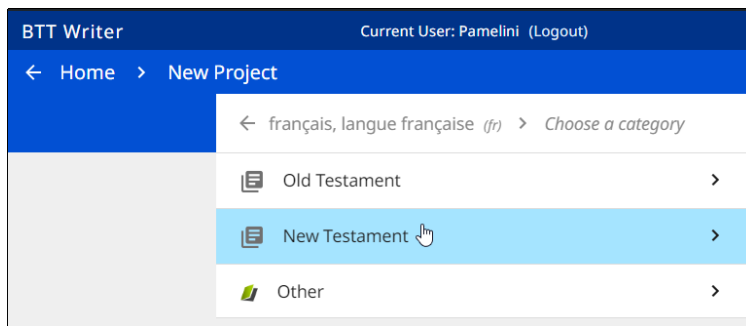 BTT Writer Current User: Pamelini (Logout)
← Home > New Project
← français, langue française (fr) > Choose a category
Old Testament >
New Testament >
Other >